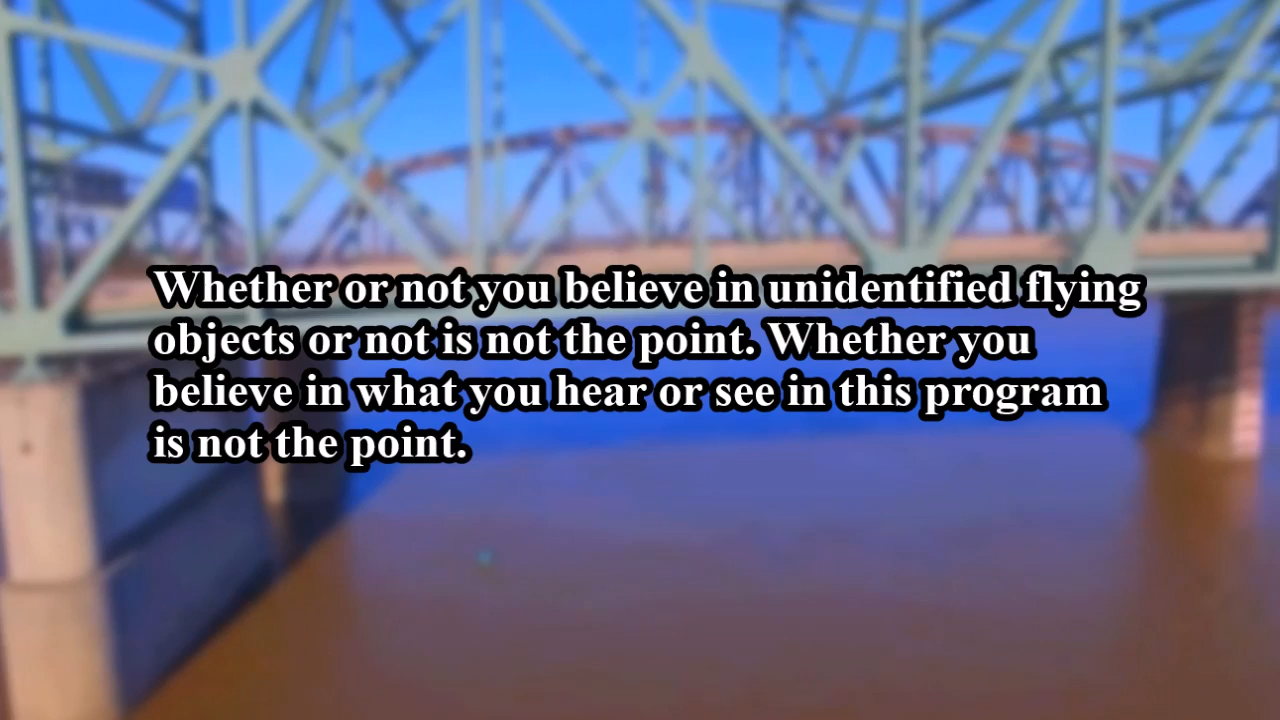 Whether or not you believe in unidentified flying
objects or not is not the point. Whether you
believe in what you hear or see in this program
is not the point.